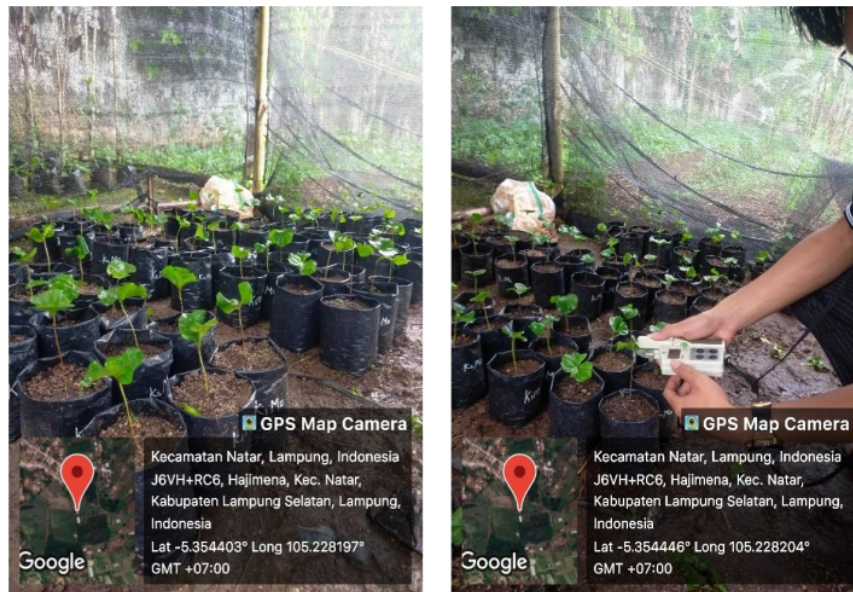 GPS Map Camera
Kecamatan Natar, Lampung, Indonesia
J6VH+RC6, Hajimena, Kec. Natar,
Kabupaten Lampung Selatan, Lampung,
Indonesia
Lat -5.354403° Long 105.228197°
GMT +07:00
Google
GPS Map Camera
Kecamatan Natar, Lampung, Indonesia
J6VH+RC6, Hajimena, Kec. Natar,
Kabupaten Lampung Selatan, Lampung,
Indonesia
Lat -5.354446° Long 105.228204°
GMT +07:00
Google